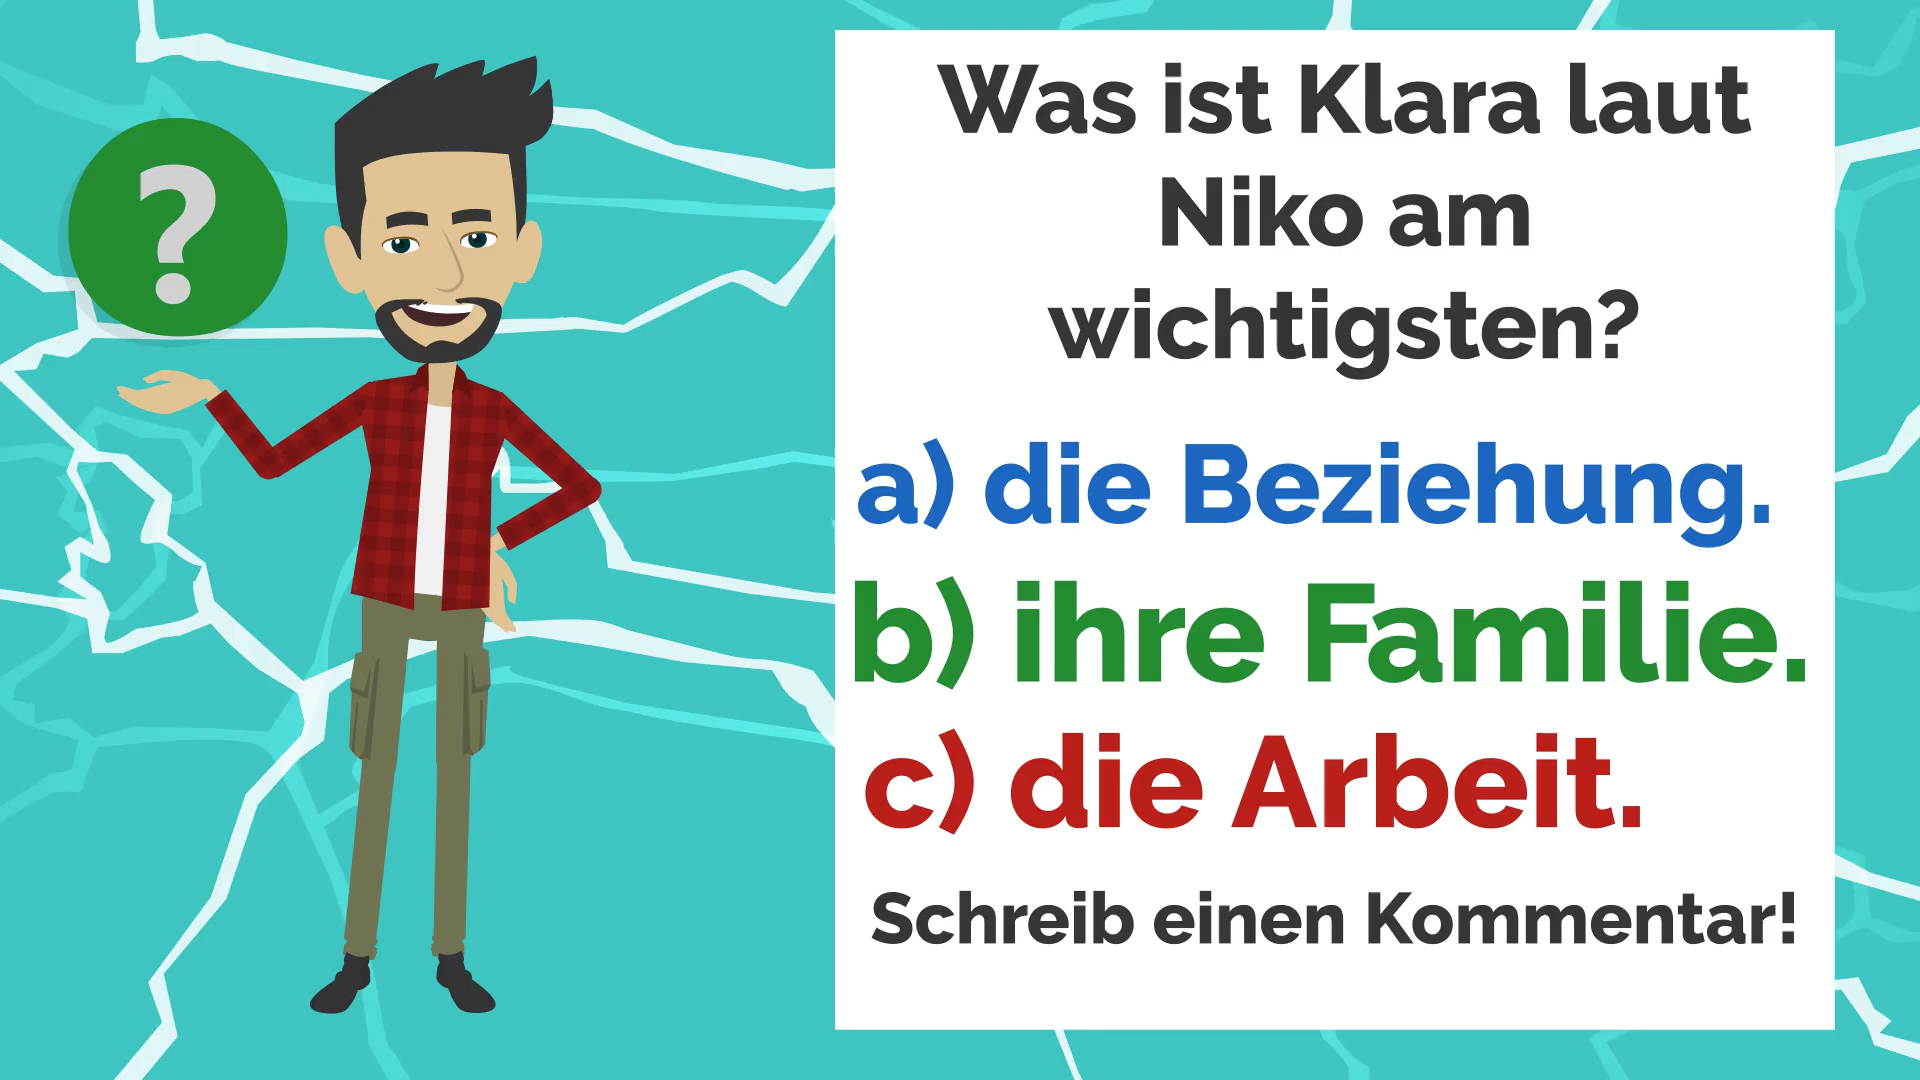 ?
Was ist Klara laut
Niko am
wichtigsten?
a) die Beziehung.
b) ihre Familie.
c) die Arbeit.
Schreib einen Kommentar!